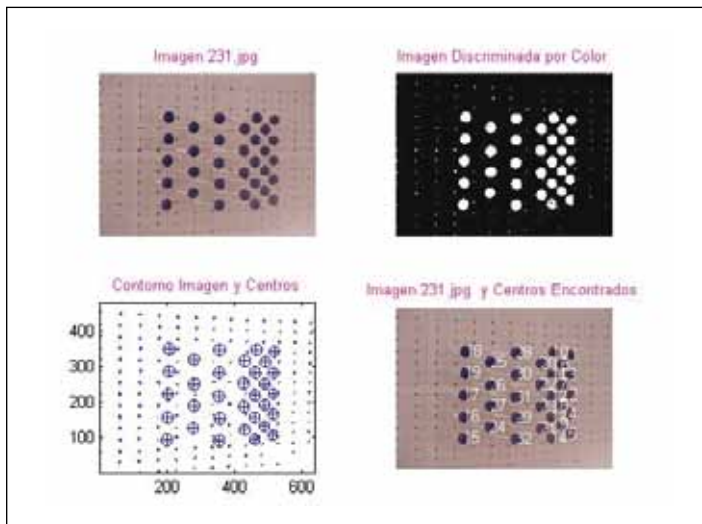 Imagen 231.jpg
Imagen Discriminada por Color
Contorno Imagen y Centros
400
300
200
100
200 400 600
Imagen 231.jpg y Centros Encontrados